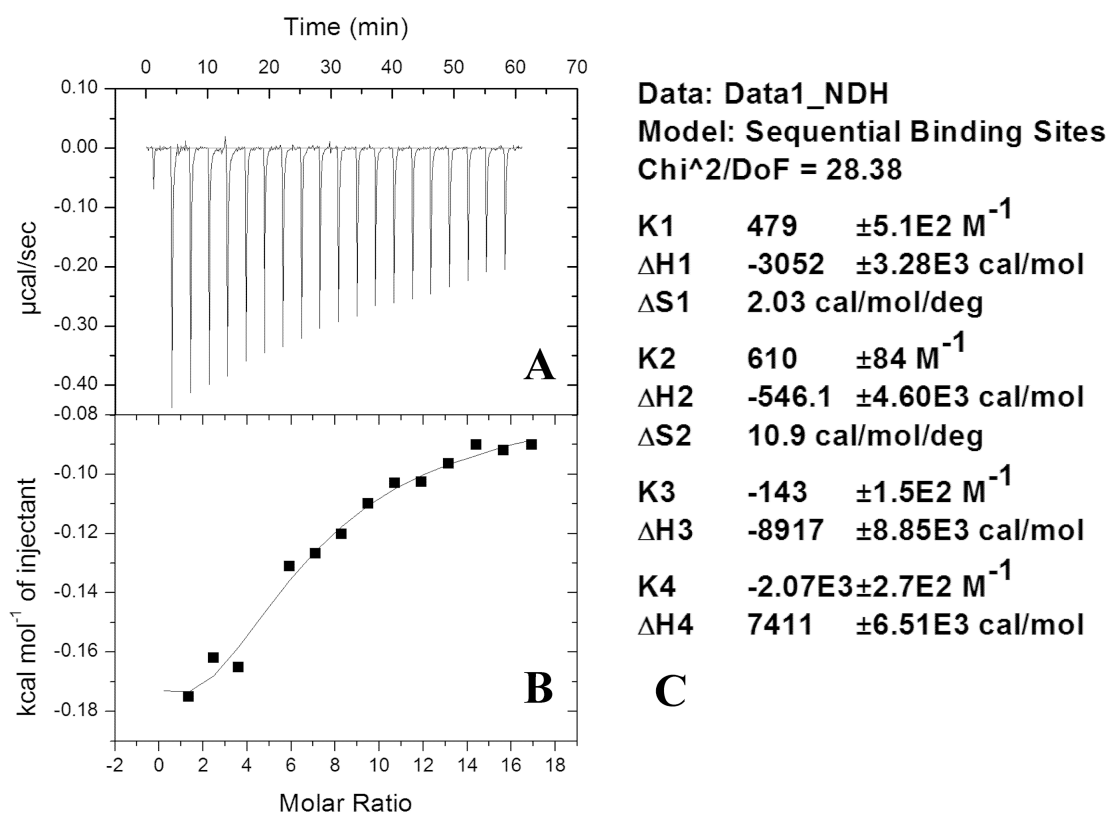 Time (min)
0 10 20 30 40 50 60 70
0.10
0.00
-0.10
-0.20
-0.30
-0.40
µcal/sec
A
-0.08
-0.10
-0.12
-0.14
-0.16
-0.18
kcal mol⁻¹ of injectant
B
-2 0 2 4 6 8 10 12 14 16 18
Molar Ratio
Data: Data1_NDH
Model: Sequential Binding Sites
Chi^2/DoF = 28.38
K1 479 ±5.1E2 M⁻¹
ΔH1 -3052 ±3.28E3 cal/mol
ΔS1 2.03 cal/mol/deg
K2 610 ±84 M⁻¹
ΔH2 -546.1 ±4.60E3 cal/mol
ΔS2 10.9 cal/mol/deg
K3 -143 ±1.5E2 M⁻¹
ΔH3 -8917 ±8.85E3 cal/mol
K4 -2.07E3±2.7E2 M⁻¹
ΔH4 7411 ±6.51E3 cal/mol
C